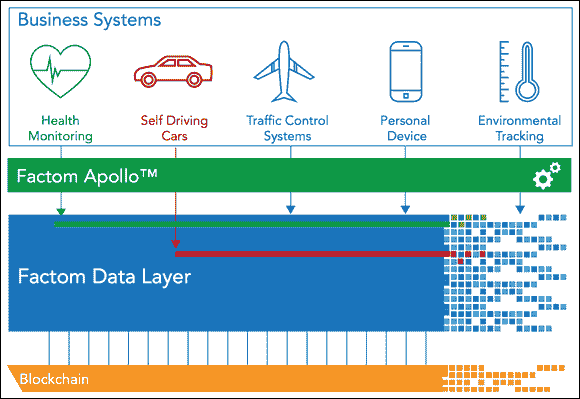 Business Systems
Health
Monitoring
Self Driving
Cars
Traffic Control
Systems
Personal
Device
Environmental
Tracking
Factom Apollo™
Factom Data Layer
Blockchain